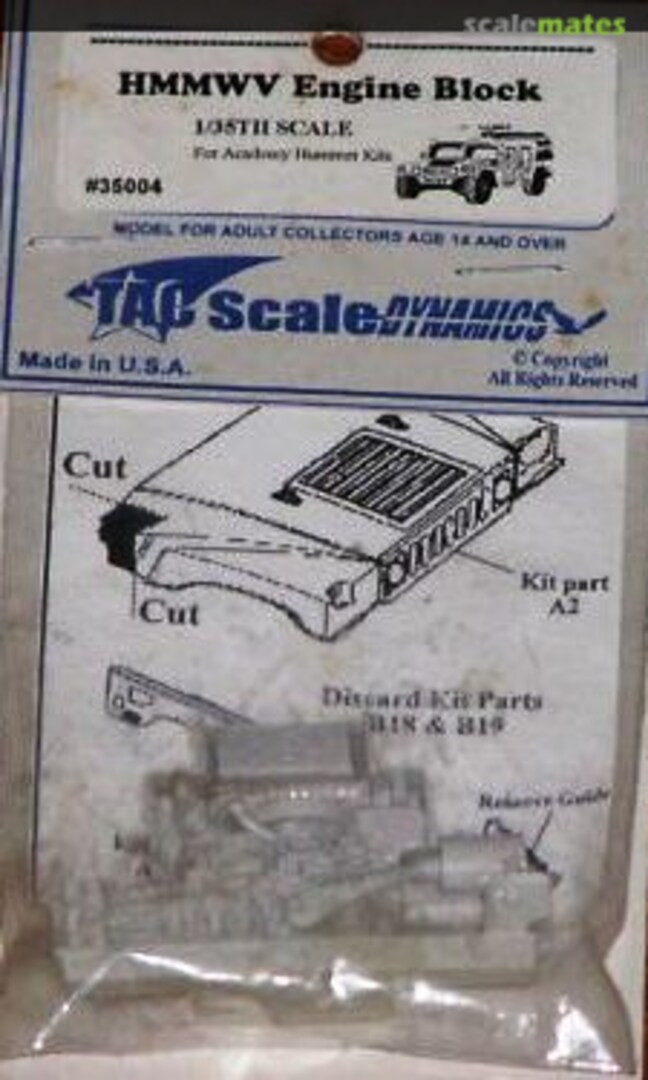 scalemates
HMMWV Engine Block
1/35TH SCALE
For Academy Hummer Kits
#35004
MODEL FOR ADULT COLLECTORS AGE 14 AND OVER
TAC Scale DYNAMICS
Made in U.S.A.
© Copyright
All Rights Reserved
Cut
Kit part
A2
Cut
Discard Kit Parts
B18 & B19
Remove Guide